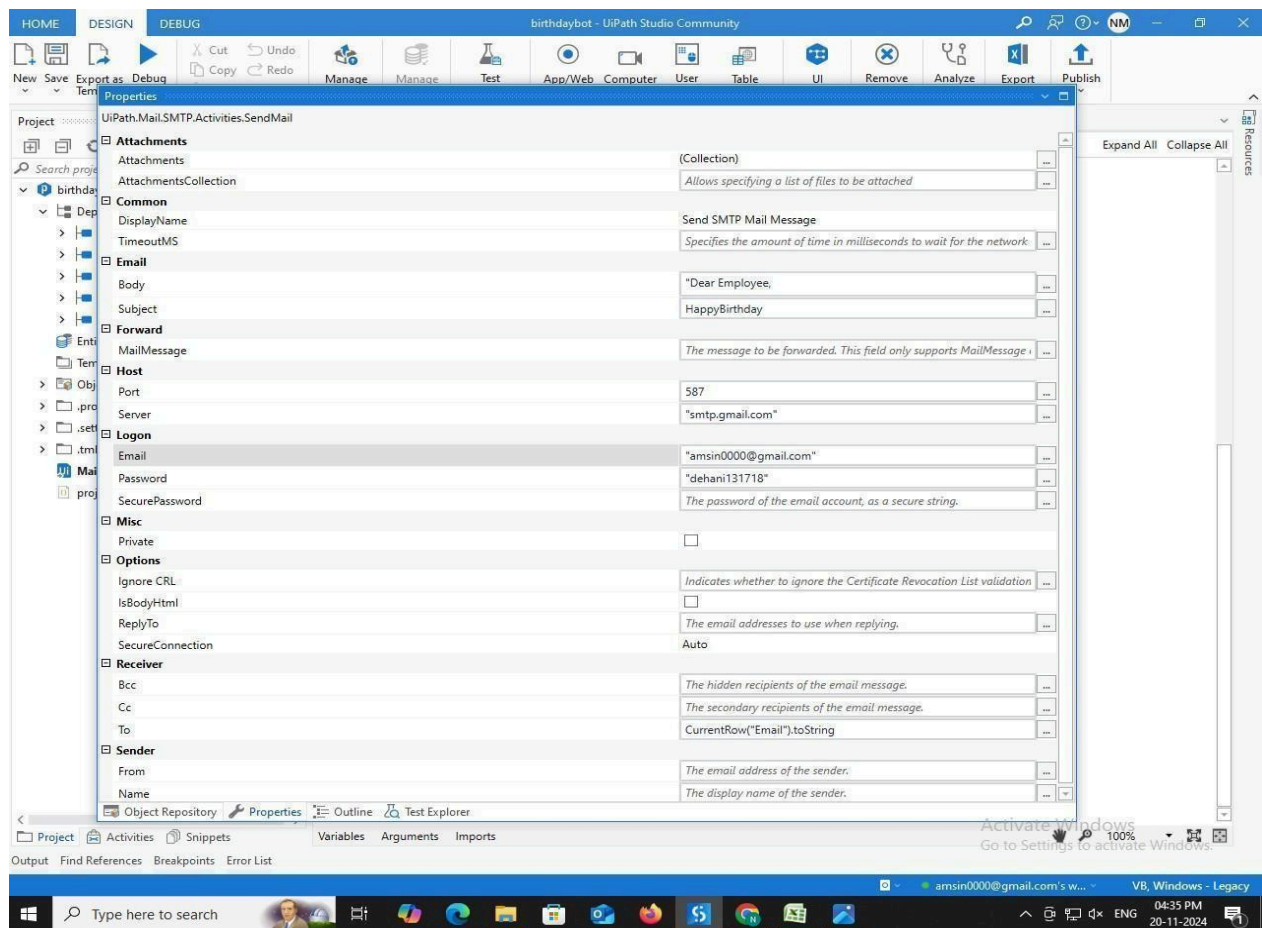 HOME DESIGN DEBUG birthdaybot - UiPath Studio Community NM
Cut Undo
Copy Redo
New Save Export as Debug Manage Manage Test App/Web Computer User Table UI Remove Analyze Export Publish
Tem
Properties
Project
UiPath.Mail.SMTP.Activities.SendMail
Resources
Expand All Collapse All
Search proje
birthda
Dep
Enti
Tem
Obj
.pro
.sett
.tml
Mai
proj
Attachments
Attachments (Collection) ...
AttachmentsCollection Allows specifying a list of files to be attached ...
Common
DisplayName Send SMTP Mail Message
TimeoutMS Specifies the amount of time in milliseconds to wait for the network ...
Email
Body "Dear Employee, ...
Subject HappyBirthday ...
Forward
MailMessage The message to be forwarded. This field only supports MailMessage ...
Host
Port 587 ...
Server "smtp.gmail.com" ...
Logon
Email "amsin0000@gmail.com" ...
Password "dehani131718" ...
SecurePassword The password of the email account, as a secure string. ...
Misc
Private
Options
Ignore CRL Indicates whether to ignore the Certificate Revocation List validation ...
IsBodyHtml
ReplyTo The email addresses to use when replying. ...
SecureConnection Auto
Receiver
Bcc The hidden recipients of the email message. ...
Cc The secondary recipients of the email message. ...
To CurrentRow("Email").toString ...
Sender
From The email address of the sender. ...
Name The display name of the sender. ...
Object Repository Properties Outline Test Explorer
Project Activities Snippets Variables Arguments Imports 100%
Activate Windows
Go to Settings to activate Windows.
Output Find References Breakpoints Error List
amsin0000@gmail.com's w... VB, Windows - Legacy
Type here to search ENG 04:35 PM
20-11-2024